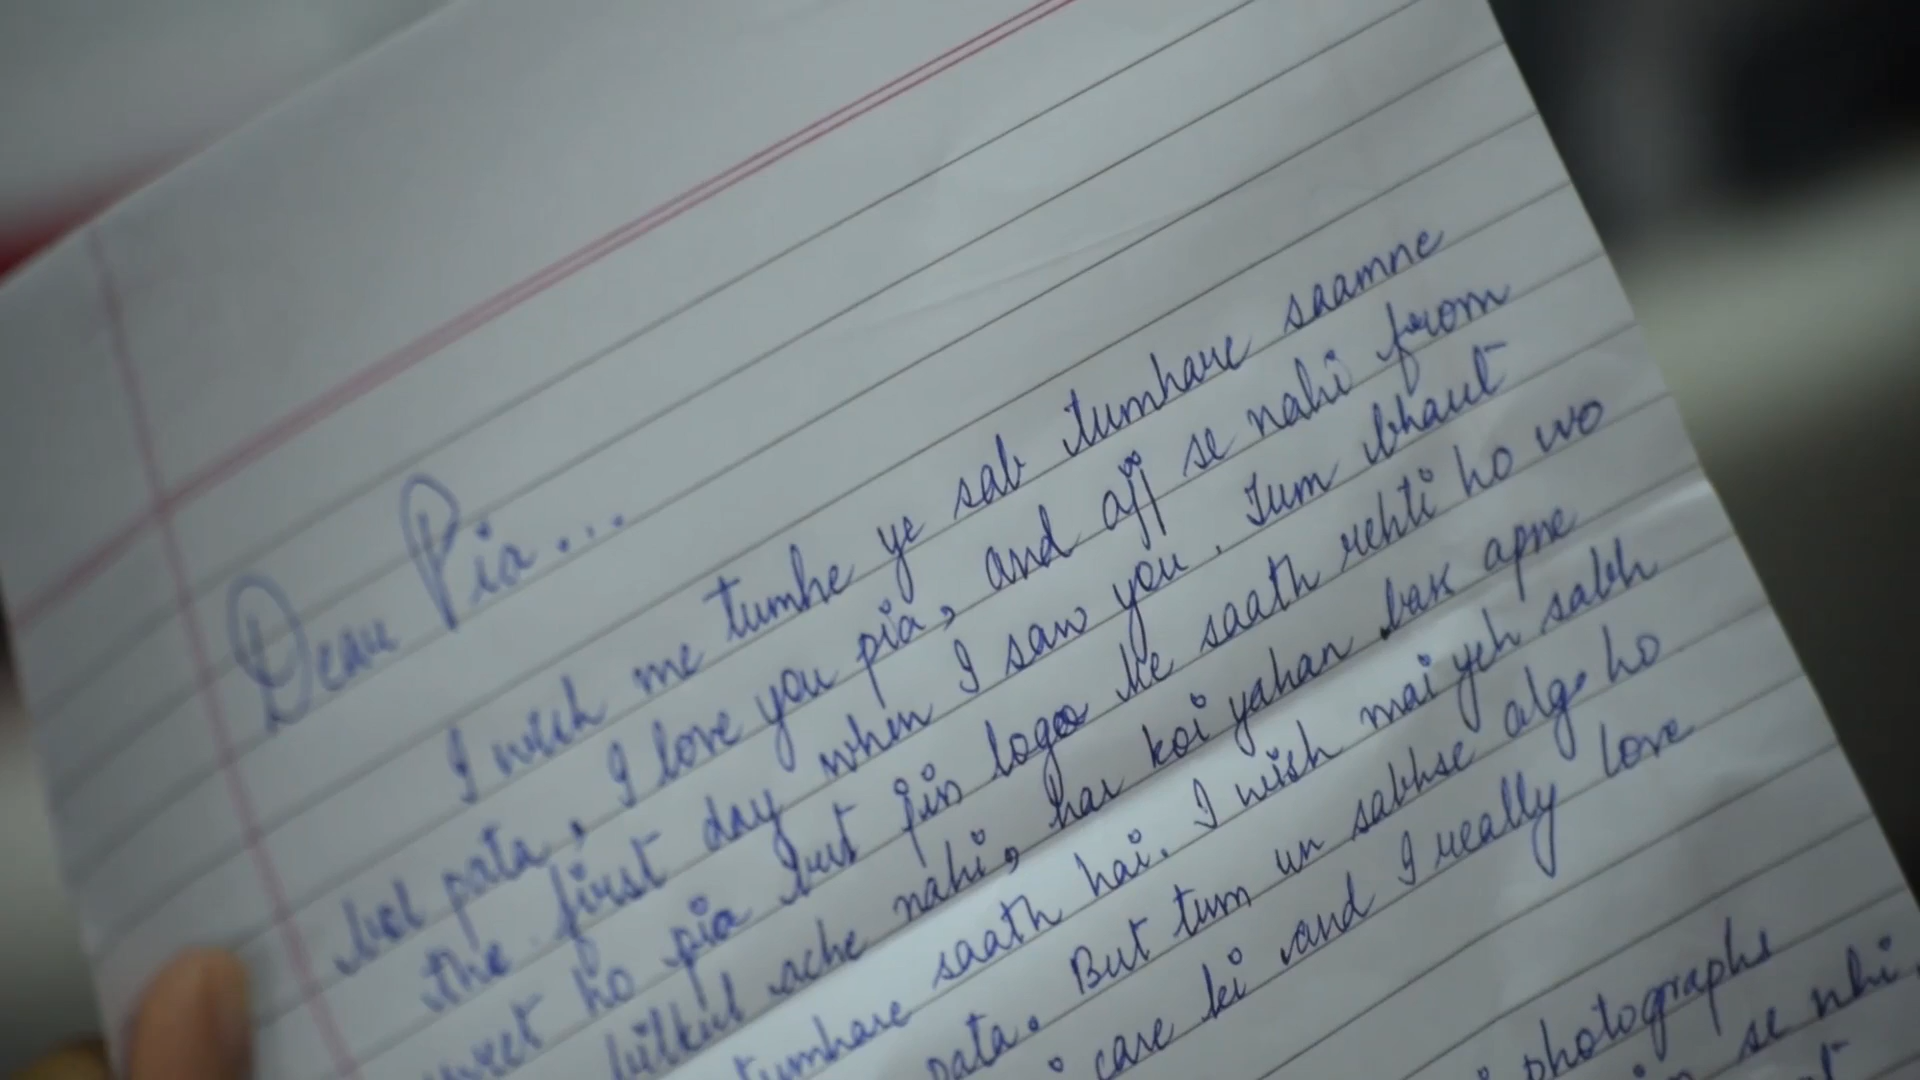 Dear Pia...
I wish me tumhe ye sab tumhare saamne
bol pata, I love you pia, and ajj se nahi from
the first day when I saw you. Tum bhaut
sweet ho pia but jin logo ke saath rehti ho wo
bilkul ache nahi, har koi yahan bas apne
tumhare saath hai. I wish mai yeh sabh
pata. But tum un sabhse alg ho
care ki and I really love
photographs
se nhi